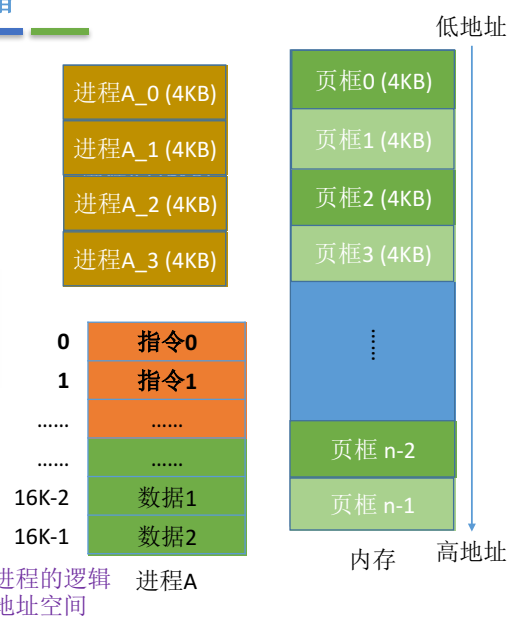 低地址
进程A_0 (4KB)
进程A_1 (4KB)
进程A_2 (4KB)
进程A_3 (4KB)
页框0 (4KB)
页框1 (4KB)
页框2 (4KB)
页框3 (4KB)
……
页框 n-2
页框 n-1
0 指令0
1 指令1
...... ......
...... ......
16K-2 数据1
16K-1 数据2
进程的逻辑
地址空间
进程A
内存
高地址